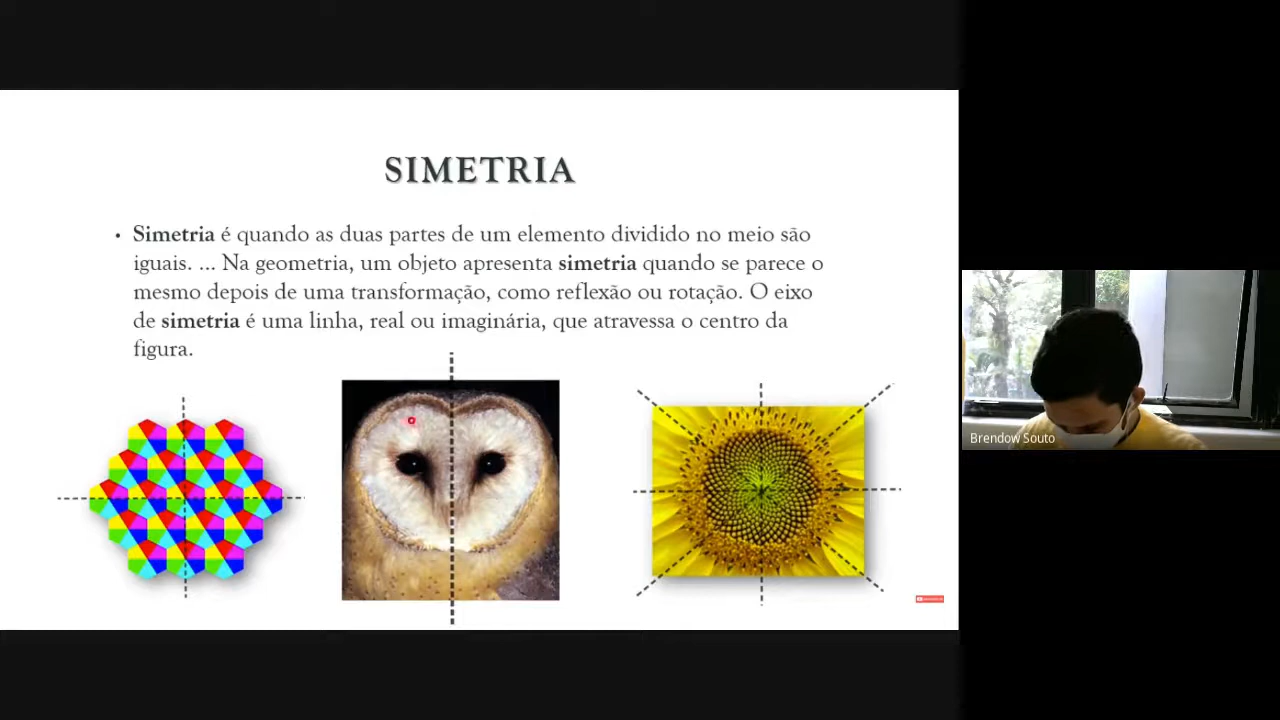 SIMETRIA
• Simetria é quando as duas partes de um elemento dividido no meio são
iguais. ... Na geometria, um objeto apresenta simetria quando se parece o
mesmo depois de uma transformação, como reflexão ou rotação. O eixo
de simetria é uma linha, real ou imaginária, que atravessa o centro da
figura.
Brendow Souto